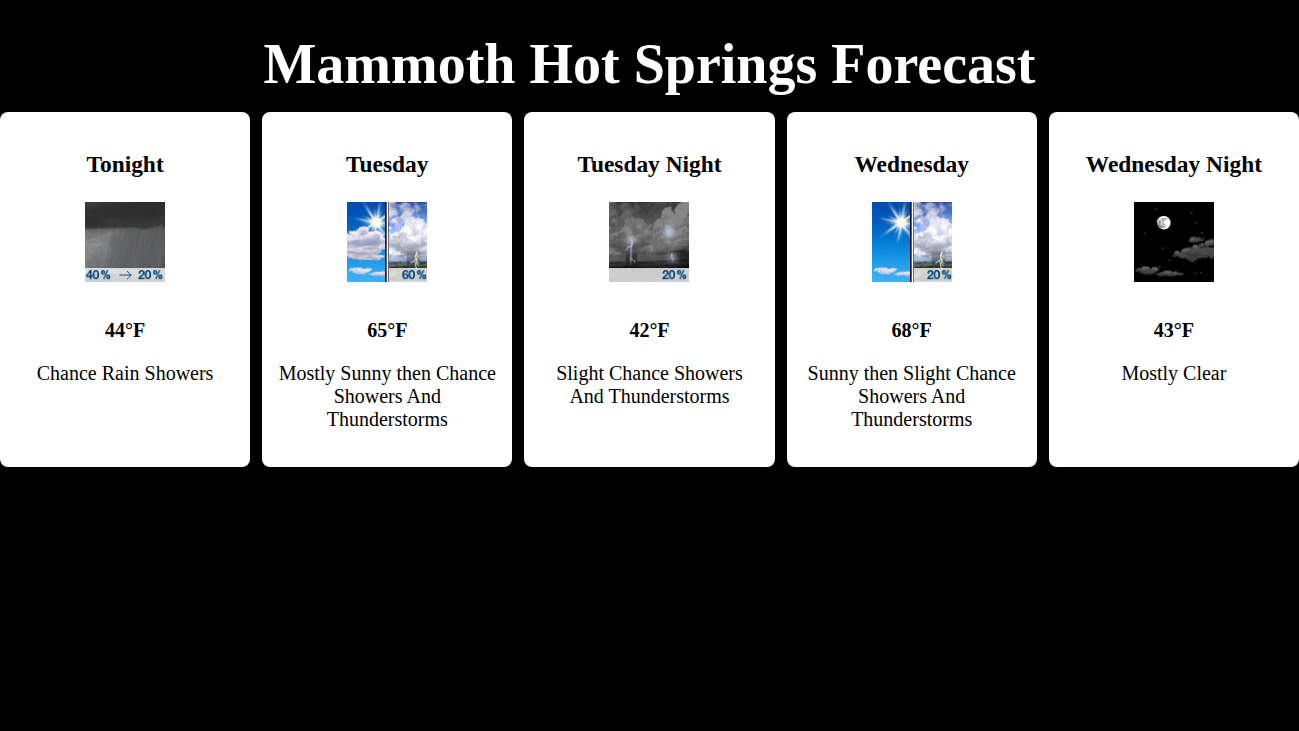 Mammoth Hot Springs Forecast
Tonight
40% → 20%
44°F
Chance Rain Showers
Tuesday
60%
65°F
Mostly Sunny then Chance
Showers And
Thunderstorms
Tuesday Night
20%
42°F
Slight Chance Showers
And Thunderstorms
Wednesday
20%
68°F
Sunny then Slight Chance
Showers And
Thunderstorms
Wednesday Night
43°F
Mostly Clear